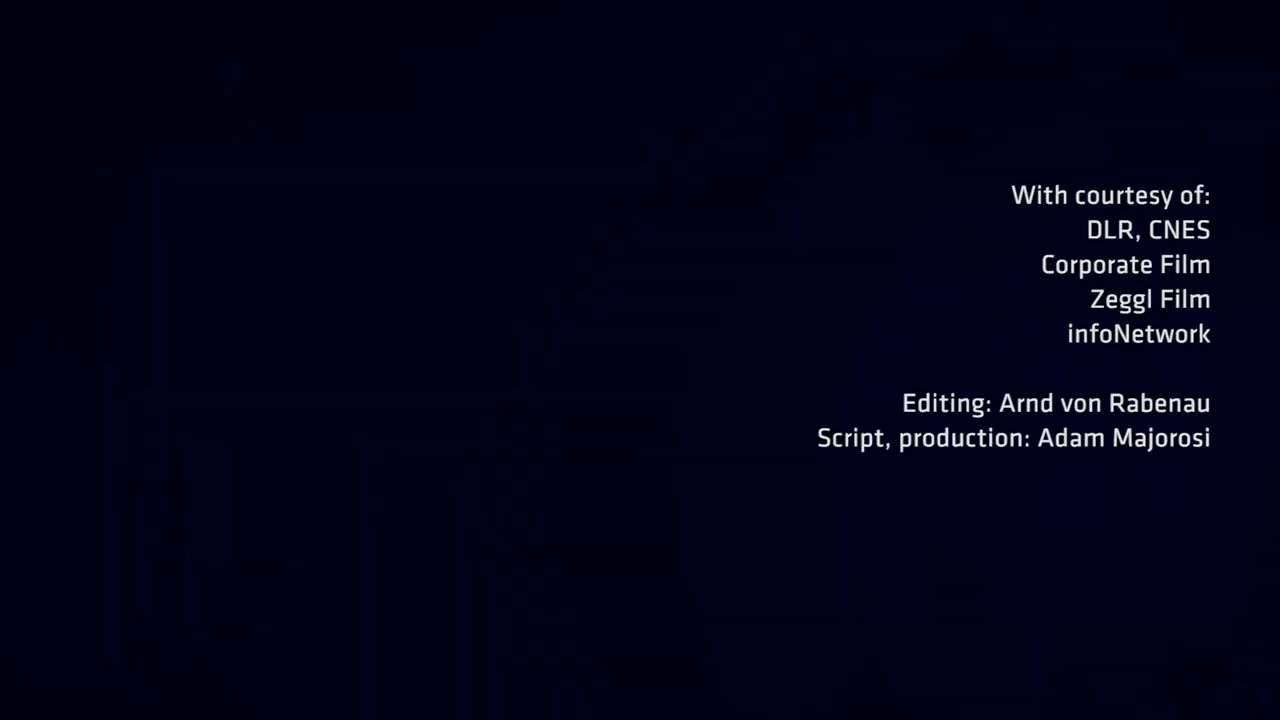 With courtesy of:
DLR, CNES
Corporate Film
Zeggl Film
infoNetwork
Editing: Arnd von Rabenau
Script, production: Adam Majorosi